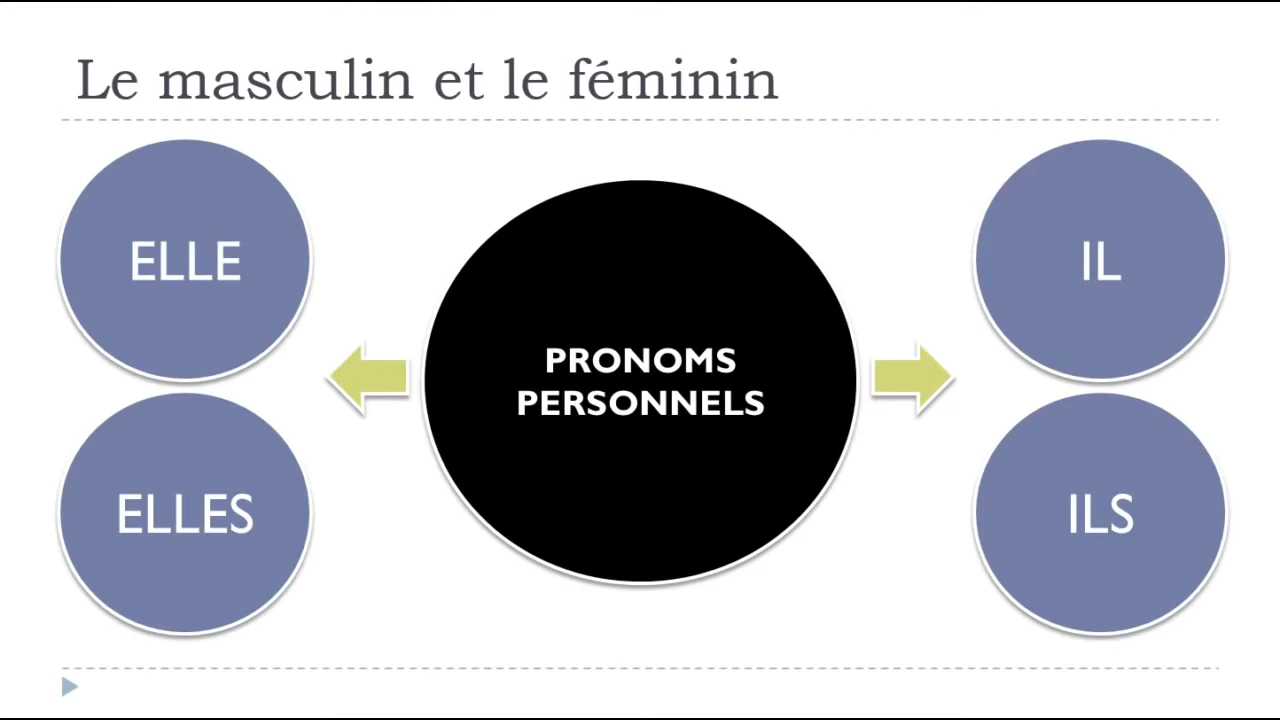 Le masculin et le féminin
ELLE
ELLES
PRONOMS
PERSONNELS
IL
ILS